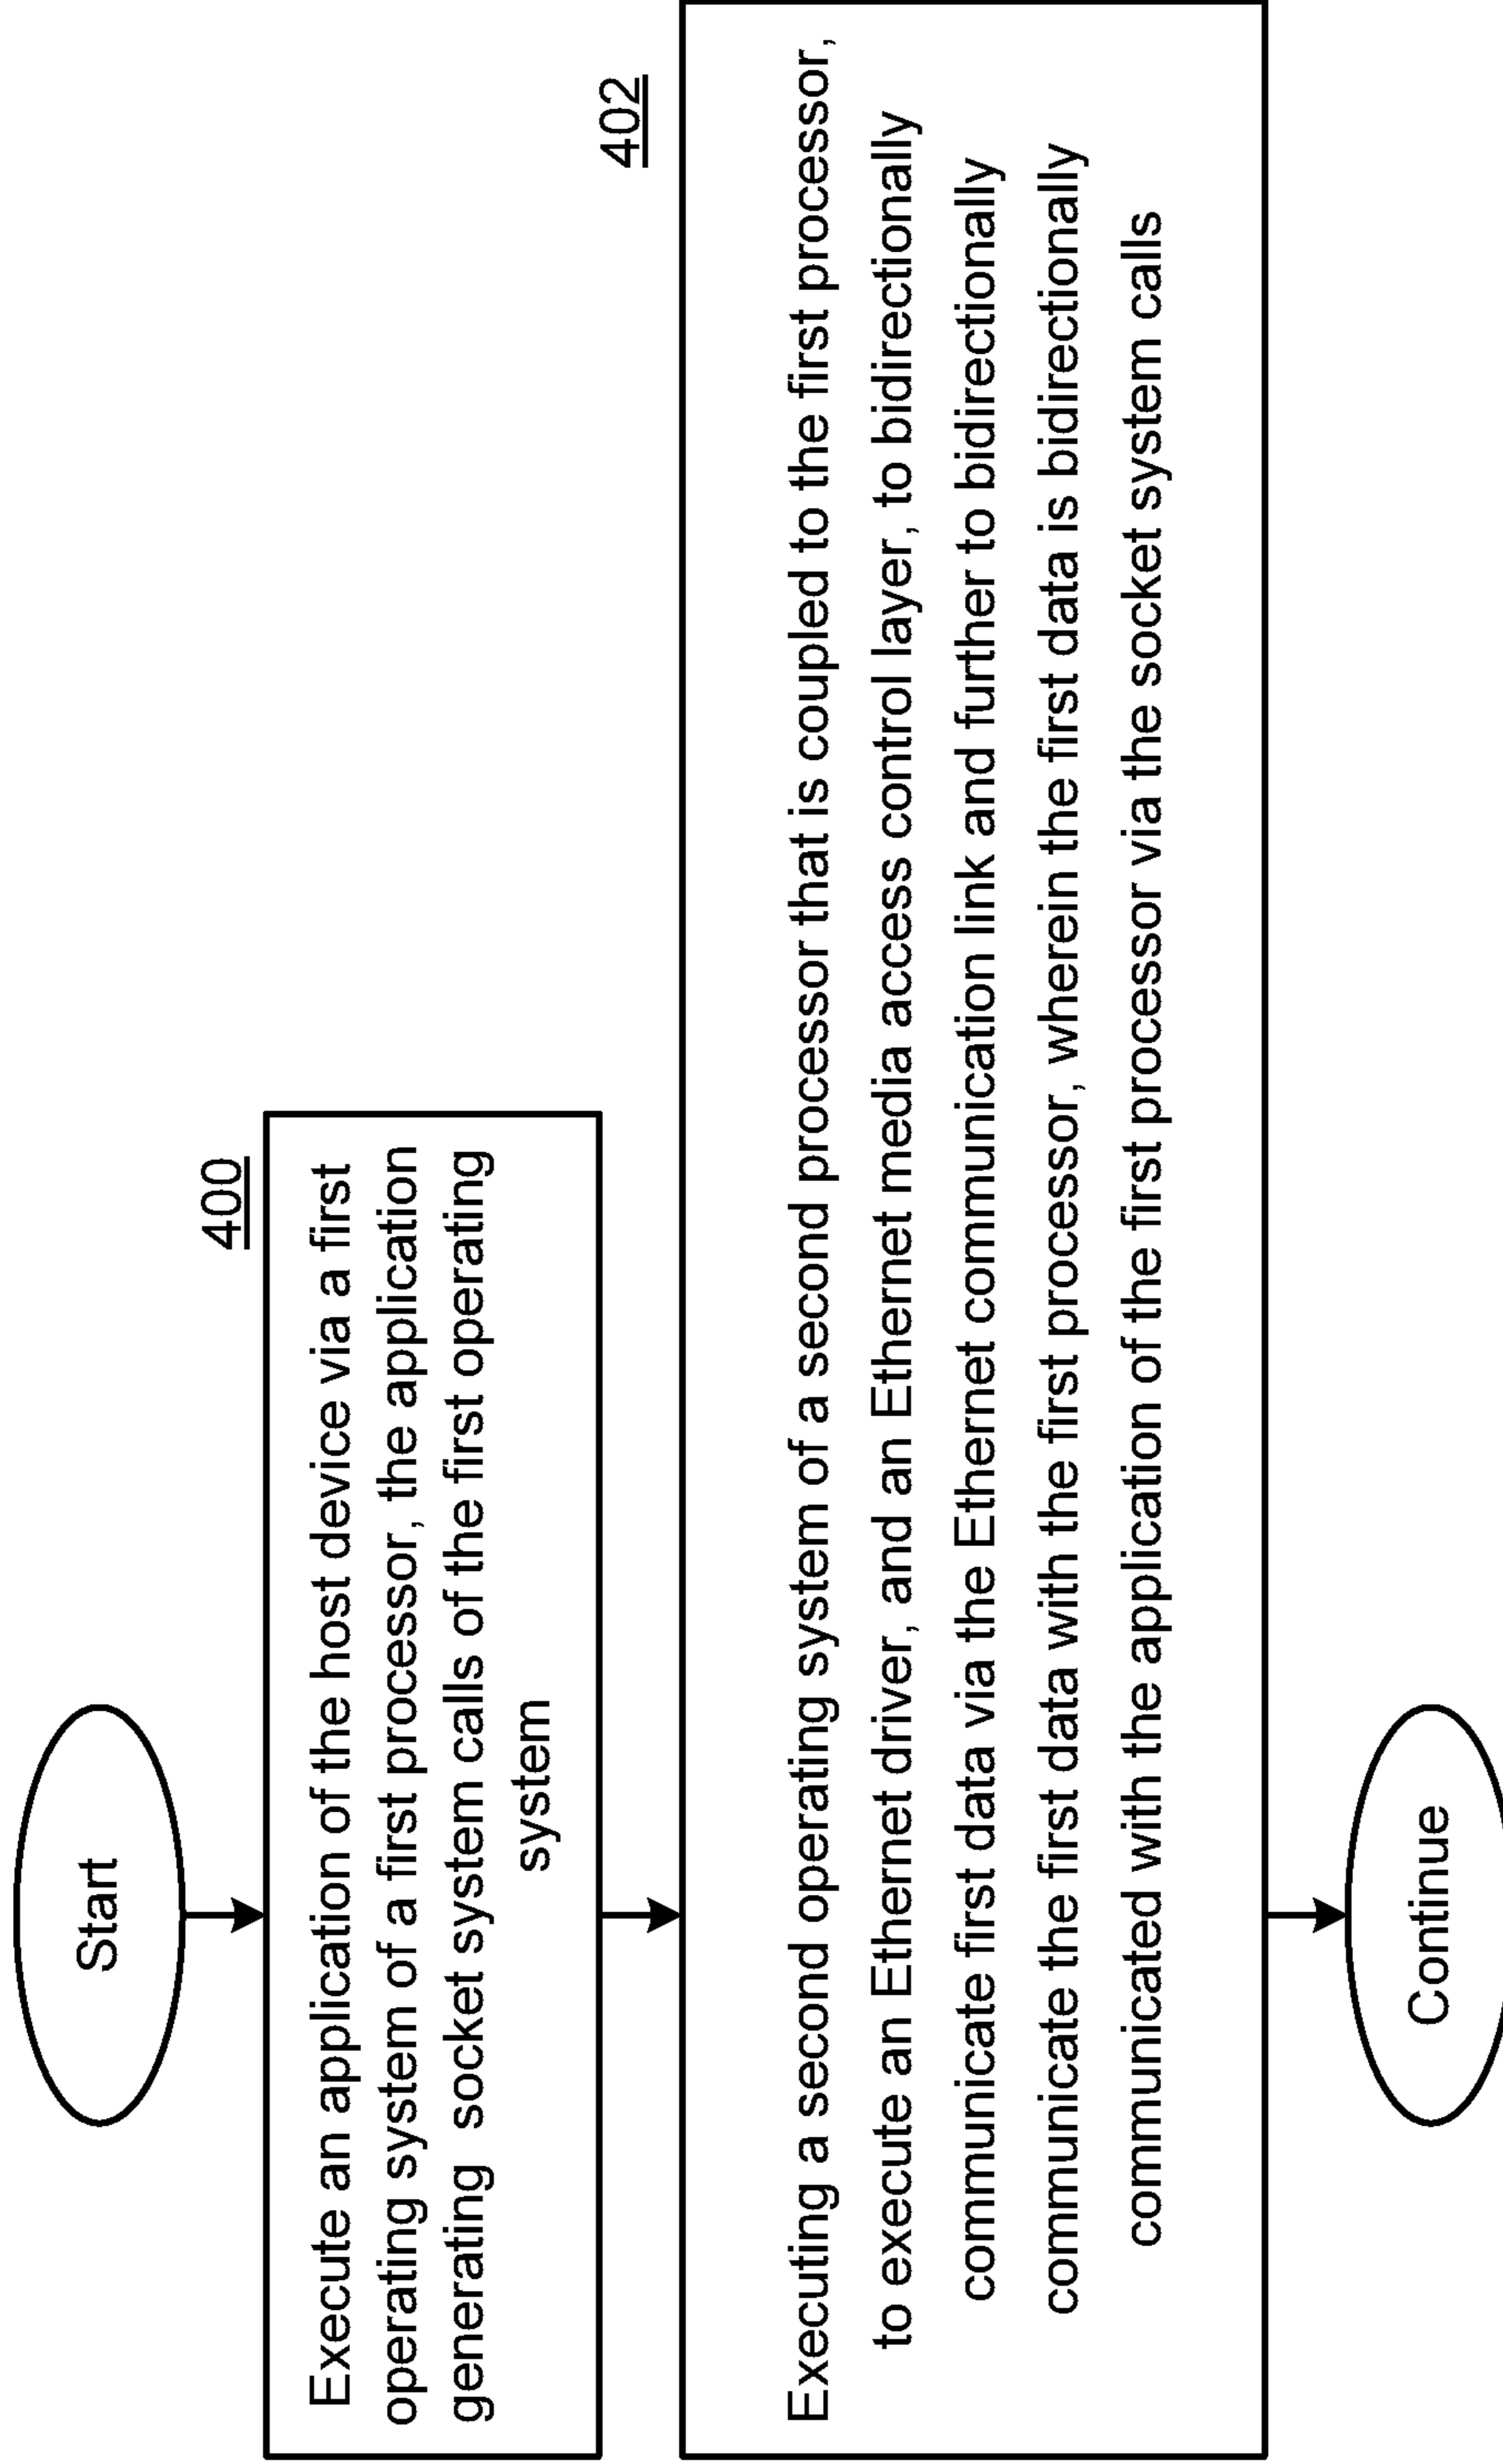 Start
400
Execute an application of the host device via a first
operating system of a first processor, the application
generating socket system calls of the first operating
system
402
Executing a second operating system of a second processor that is coupled to the first processor,
to execute an Ethernet driver, and an Ethernet media access control layer, to bidirectionally
communicate first data via the Ethernet communication link and further to bidirectionally
communicate the first data with the first processor, wherein the first data is bidirectionally
communicated with the application of the first processor via the socket system calls
Continue